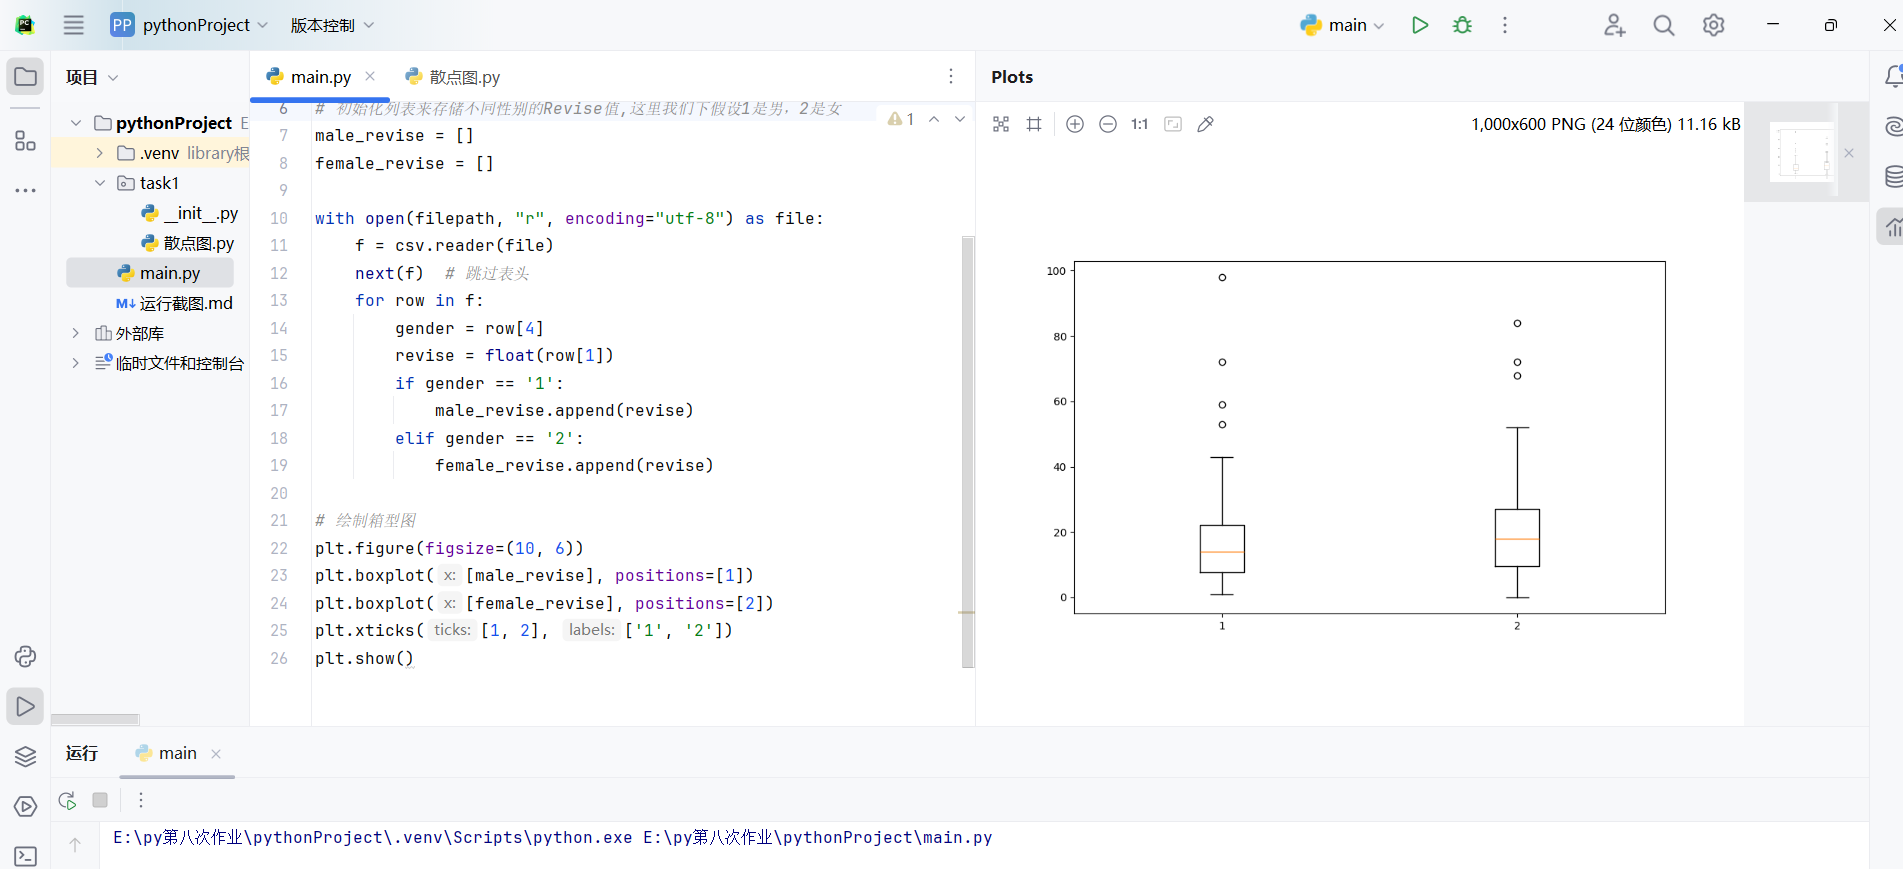 PP pythonProject 版本控制 main
项目
main.py 散点图.py
Plots
pythonProject E
.venv library根
task1
__init__.py
散点图.py
main.py
M↓ 运行截图.md
外部库
临时文件和控制台
1
6 # 初始化列表来存储不同性别的Revise值,这里我们下假设1是男，2是女
7 male_revise = []
8 female_revise = []
9
10 with open(filepath, "r", encoding="utf-8") as file:
11 f = csv.reader(file)
12 next(f)  # 跳过表头
13 for row in f:
14 gender = row[4]
15 revise = float(row[1])
16 if gender == '1':
17 male_revise.append(revise)
18 elif gender == '2':
19 female_revise.append(revise)
20
21 # 绘制箱型图
22 plt.figure(figsize=(10, 6))
23 plt.boxplot( x: [male_revise], positions=[1])
24 plt.boxplot( x: [female_revise], positions=[2])
25 plt.xticks( ticks: [1, 2], labels: ['1', '2'])
26 plt.show()
1:1 1,000x600 PNG (24 位颜色) 11.16 kB
100
80
60
40
20
0
1 2
运行 main
E:\py第八次作业\pythonProject\.venv\Scripts\python.exe E:\py第八次作业\pythonProject\main.py